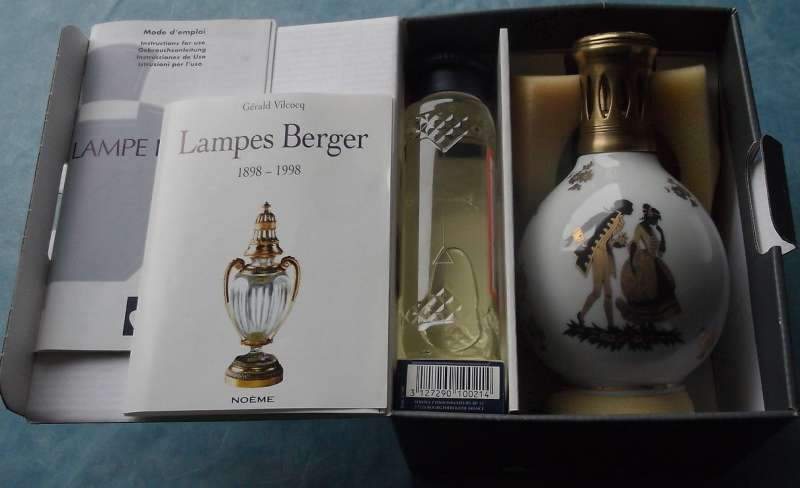 Mode d'emploi
Instructions for use
Gebrauchsanleitung
Instrucciones de Uso
Istruzioni per l'uso
LAMPE
Gérald Vilcocq
Lampes Berger
1898 – 1998
NOÈME
3 127290 100214